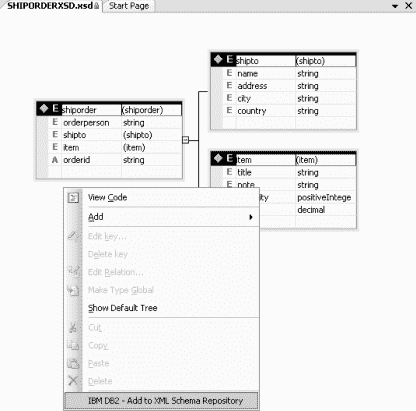 SHIPORDERXSD.xsd Start Page
E shipto (shipto)
E name string
E address string
E city string
E country string
E shiporder (shiporder)
E orderperson string
E shipto (shipto)
E item (item)
A orderid string
E tem (item)
E title string
E note string
ity positiveIntege
decimal
View Code
Add
Edit key...
Delete key
Edit Relation...
Make Type Global
Show Default Tree
Cut
Copy
Paste
Delete
IBM DB2 - Add to XML Schema Repository